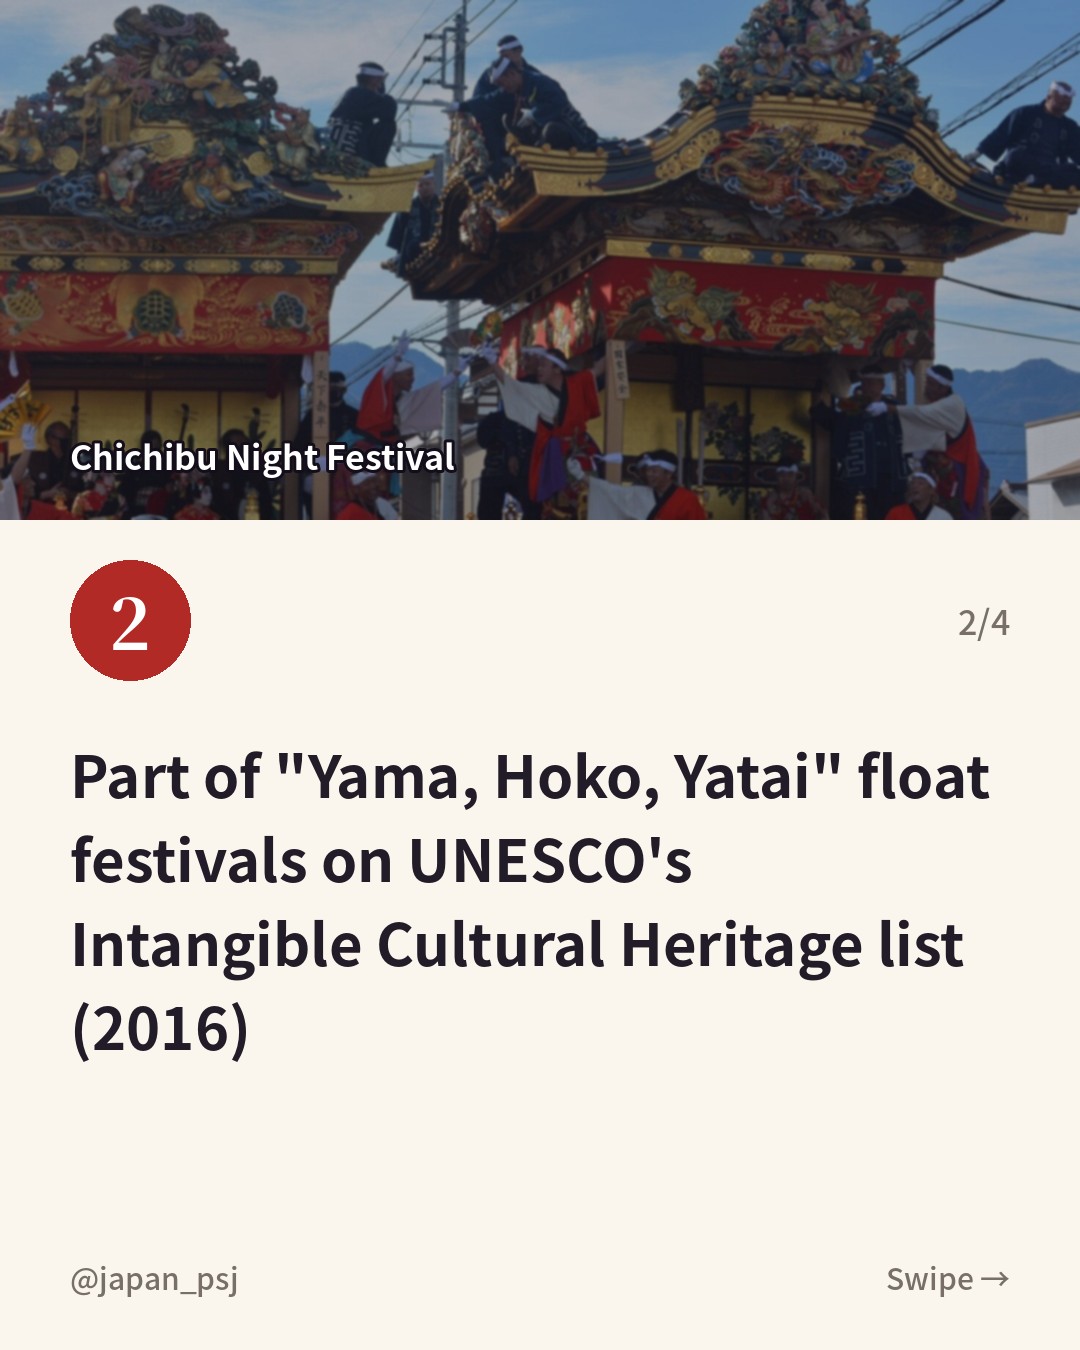 Chichibu Night Festival
2
2/4
Part of "Yama, Hoko, Yatai" float
festivals on UNESCO's
Intangible Cultural Heritage list
(2016)
@japan_psj
Swipe →